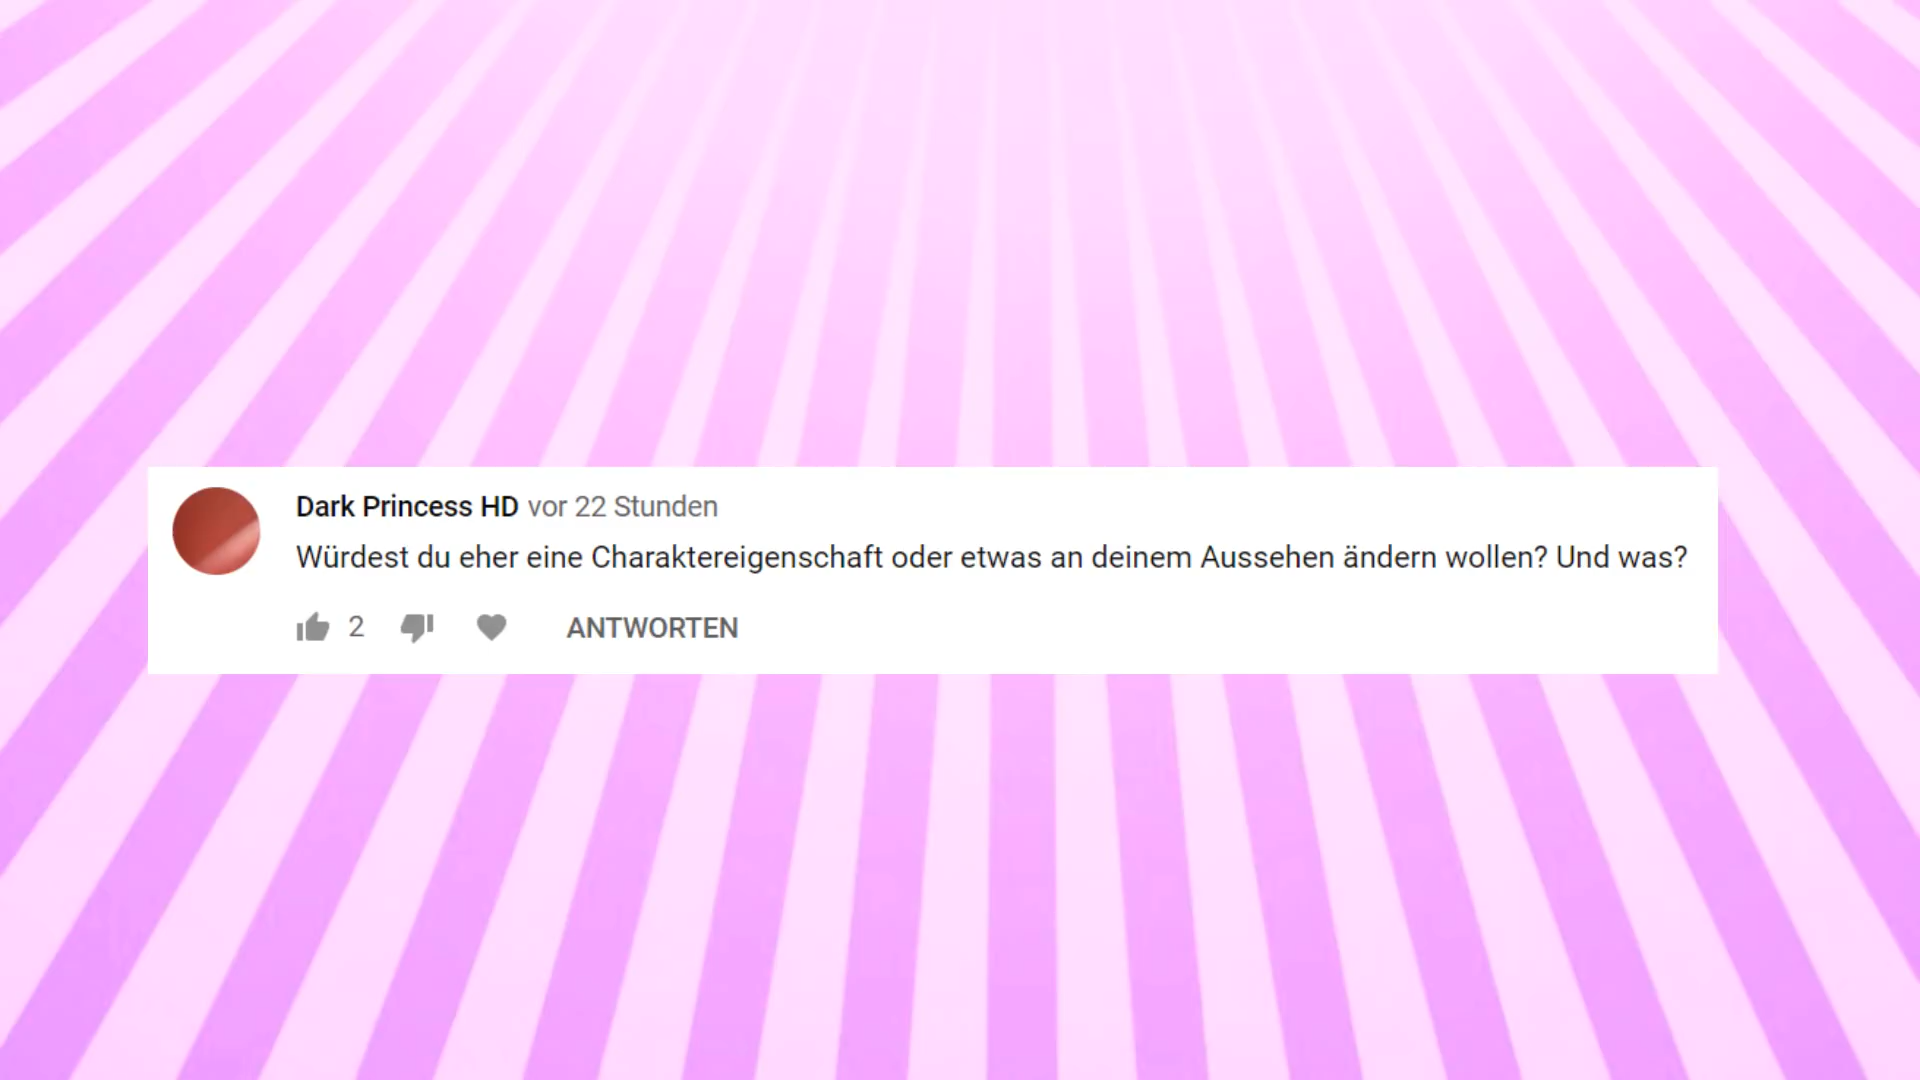 Dark Princess HD vor 22 Stunden
Würdest du eher eine Charaktereigenschaft oder etwas an deinem Aussehen ändern wollen? Und was?
2 ANTWORTEN